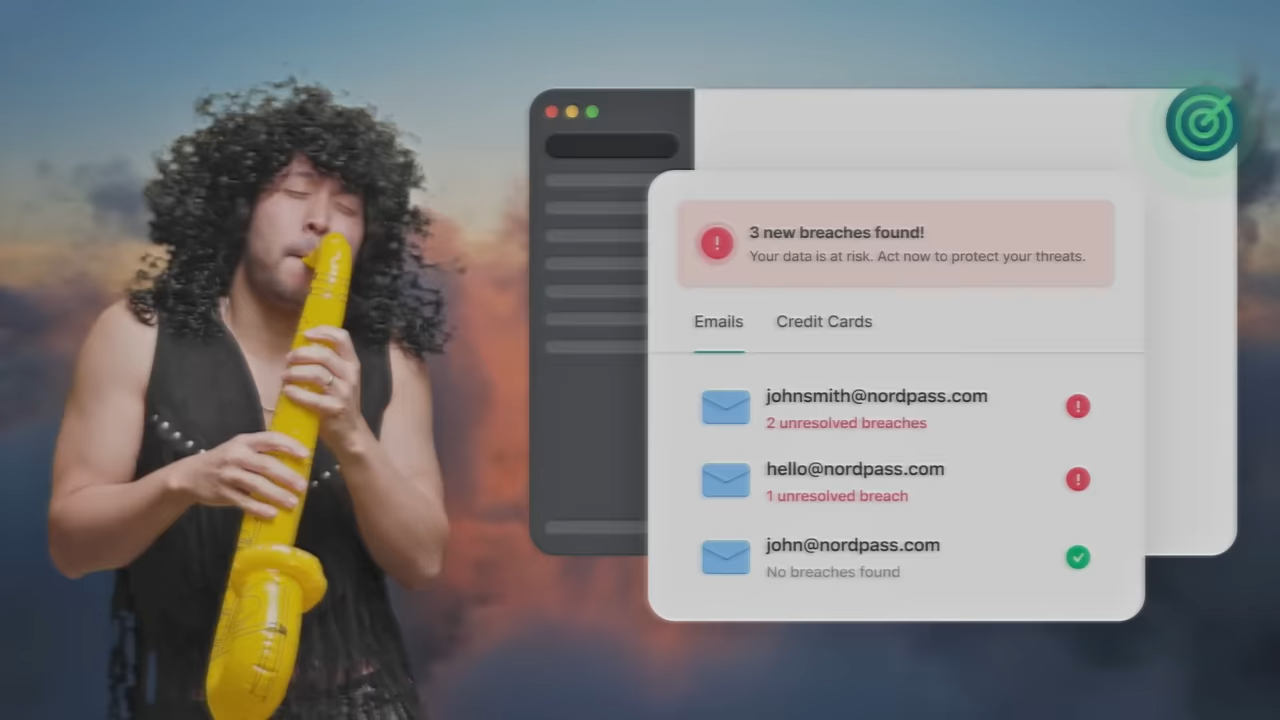 3 new breaches found!
Your data is at risk. Act now to protect your threats.
Emails
Credit Cards
johnsmith@nordpass.com
2 unresolved breaches
hello@nordpass.com
1 unresolved breach
john@nordpass.com
No breaches found